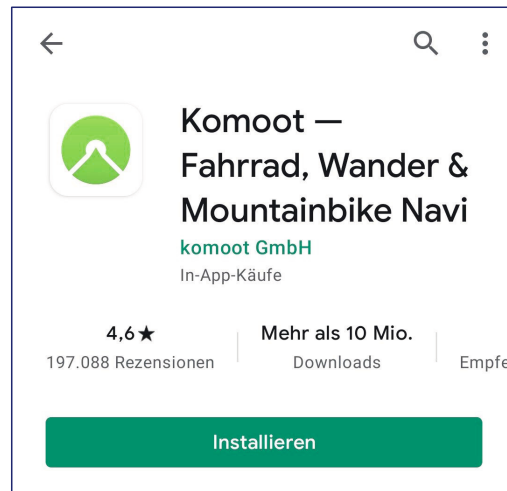 Komoot —
Fahrrad, Wander &
Mountainbike Navi
komoot GmbH
In-App-Käufe
4,6★ Mehr als 10 Mio.
197.088 Rezensionen Downloads Empfe
Installieren